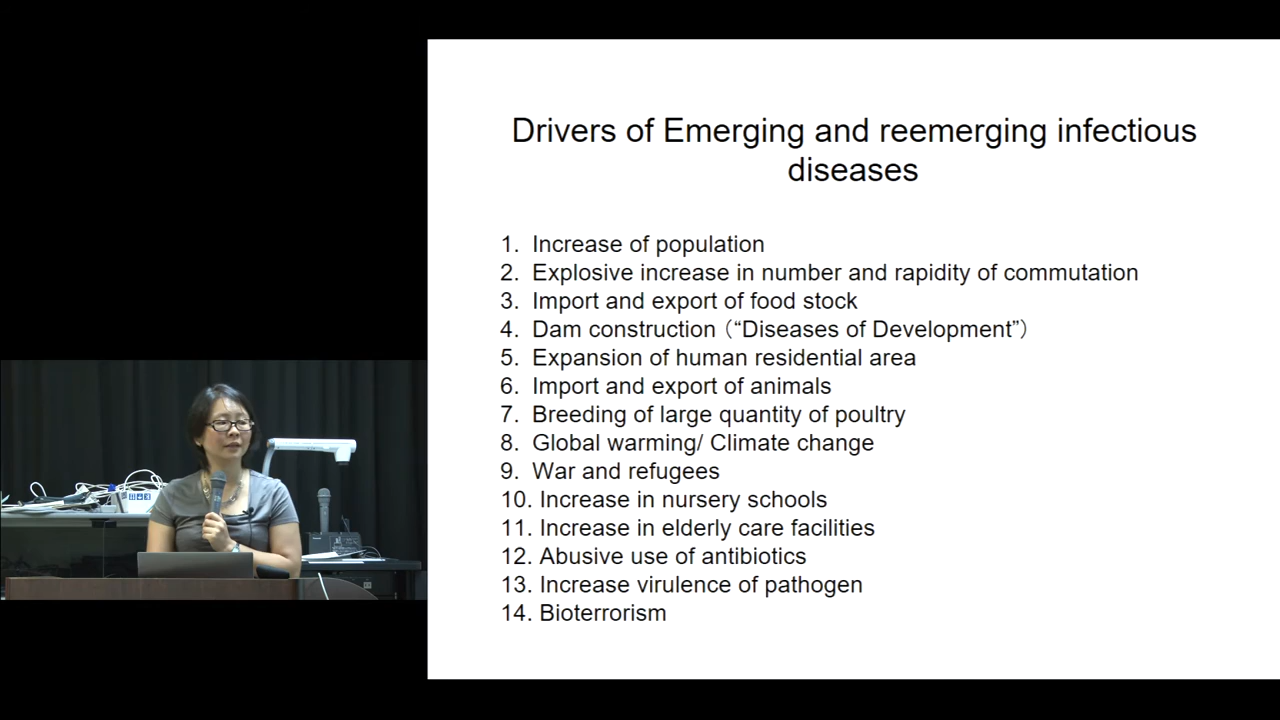 Drivers of Emerging and reemerging infectious
diseases
1. Increase of population
2. Explosive increase in number and rapidity of commutation
3. Import and export of food stock
4. Dam construction（“Diseases of Development”）
5. Expansion of human residential area
6. Import and export of animals
7. Breeding of large quantity of poultry
8. Global warming/ Climate change
9. War and refugees
10. Increase in nursery schools
11. Increase in elderly care facilities
12. Abusive use of antibiotics
13. Increase virulence of pathogen
14. Bioterrorism